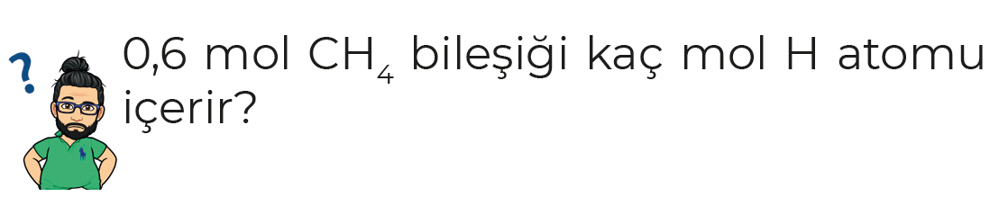 0,6 mol CH₄ bileşiği kaç mol H atomu
içerir?